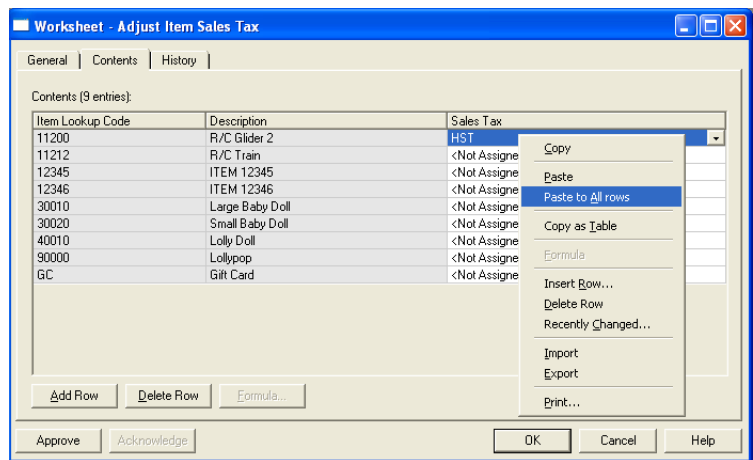 Worksheet - Adjust Item Sales Tax
General Contents History
Contents (9 entries):
Item Lookup Code Description Sales Tax
11200 R/C Glider 2 HST
11212 R/C Train <Not Assigne
12345 ITEM 12345 <Not Assigne
12346 ITEM 12346 <Not Assigne
30010 Large Baby Doll <Not Assigne
30020 Small Baby Doll <Not Assigne
40010 Lolly Doll <Not Assigne
90000 Lollypop <Not Assigne
GC Gift Card <Not Assigne
Copy
Paste
Paste to All rows
Copy as Table
Formula
Insert Row...
Delete Row
Recently Changed...
Import
Export
Print...
Add Row Delete Row Formula...
Approve Acknowledge OK Cancel Help